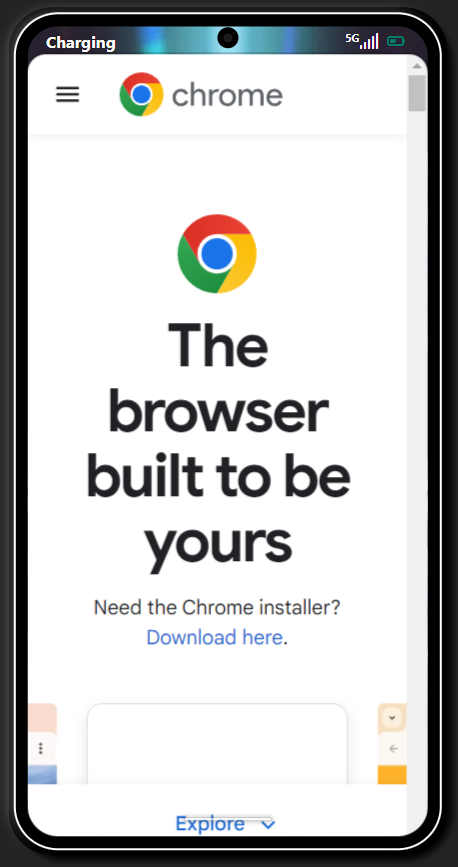 Charging
5G
chrome
The
browser
built to be
yours
Need the Chrome installer?
Download here.
Explore